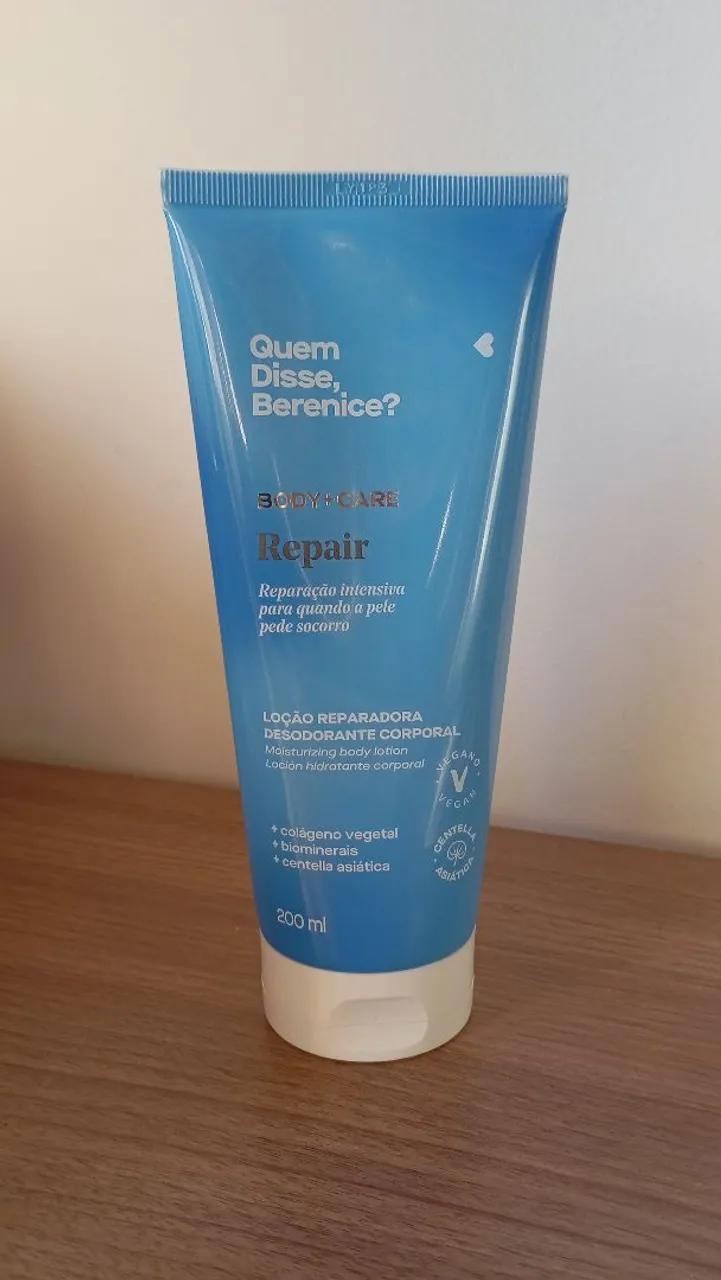 Quem
Disse,
Berenice?
BODY+CARE
Repair
Reparação intensiva
para quando a pele
pede socorro
LOÇÃO REPARADORA
DESODORANTE CORPORAL
Moisturizing body lotion
Loción hidratante corporal
VEGANO
V
VEGAN
+ colágeno vegetal
+ biominerais
+ centella asiática
CENTELLA
ASIÁTICA
200 ml